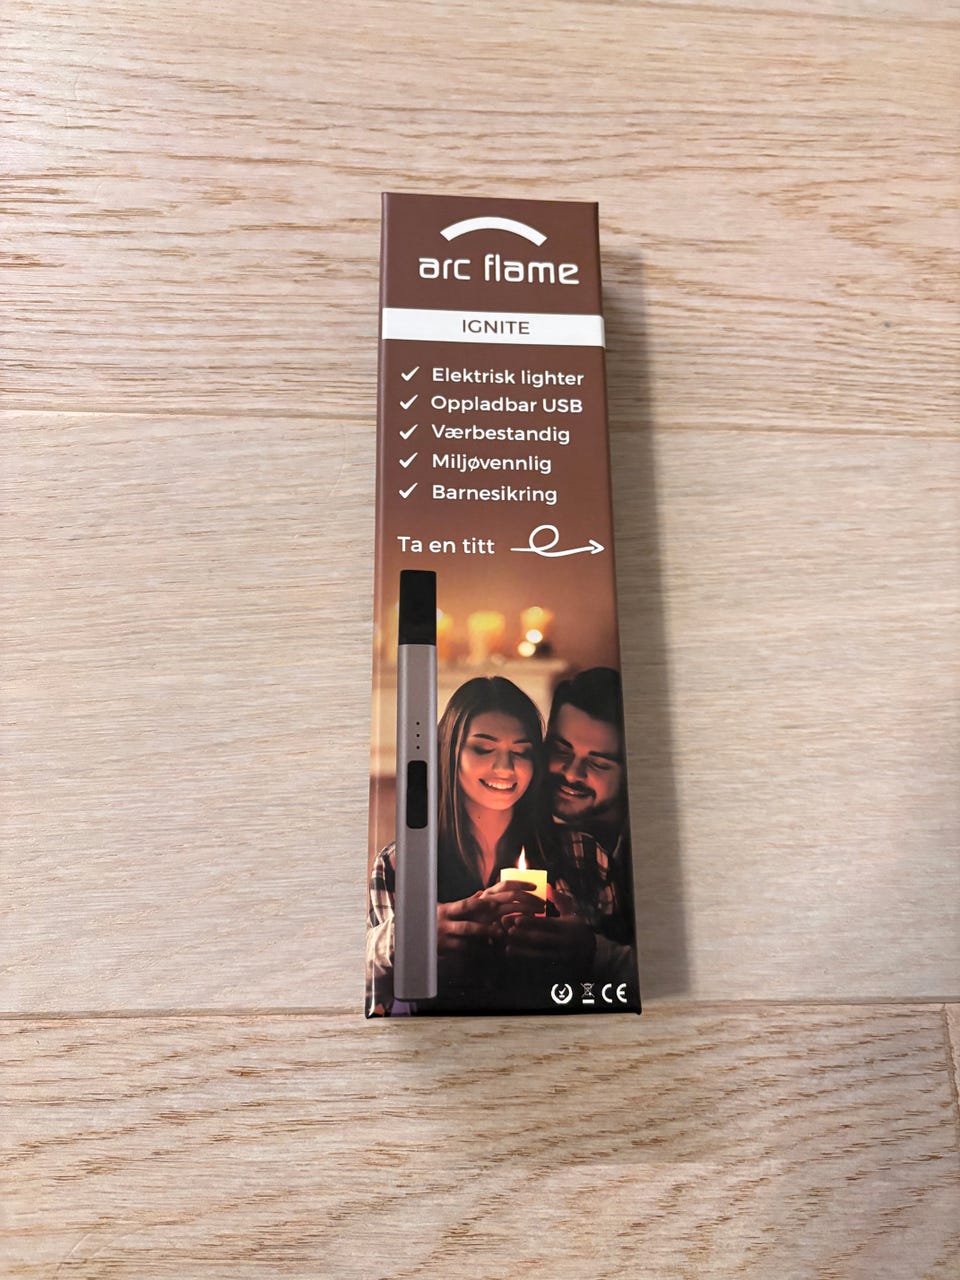 arc flame
IGNITE
Elektrisk lighter
Oppladbar USB
Værbestandig
Miljøvennlig
Barnesikring
Ta en titt
CE